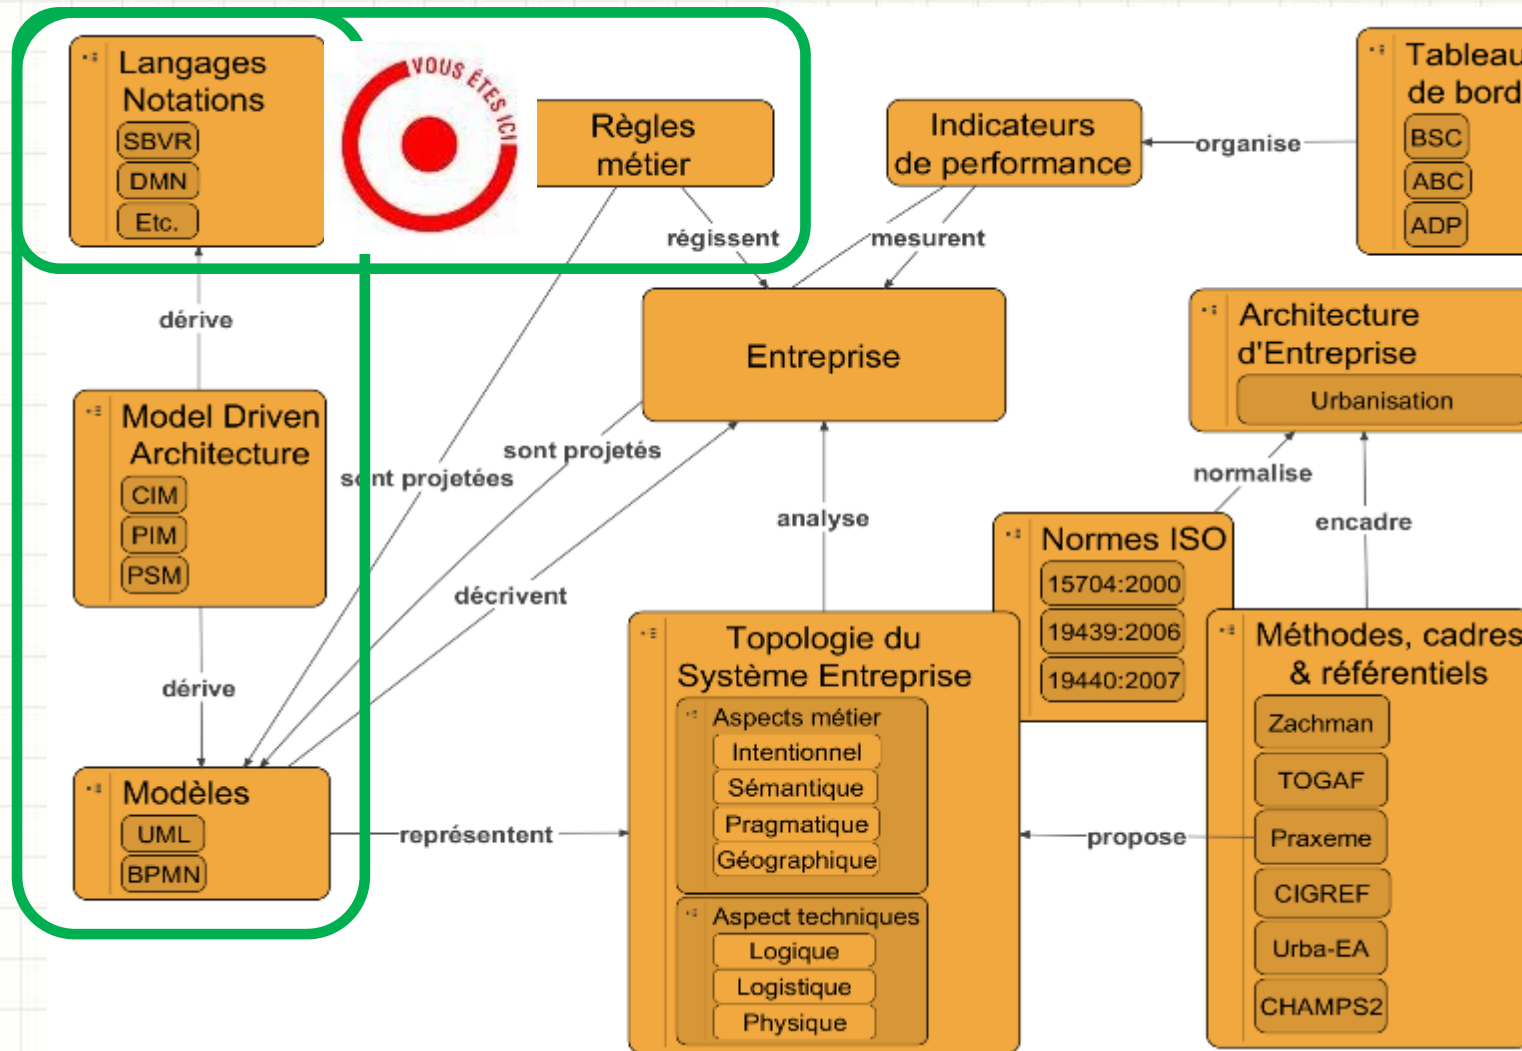 Langages
Notations
SBVR
DMN
Etc.
VOUS ÊTES ICI
Règles
métier
Indicateurs
de performance
organise
Tableau
de bord
BSC
ABC
ADP
régissent
mesurent
dérive
Entreprise
Architecture
d'Entreprise
Urbanisation
Model Driven
Architecture
CIM
PIM
PSM
sont projetées
sont projetés
décrivent
analyse
normalise
encadre
Normes ISO
15704:2000
19439:2006
19440:2007
dérive
Modèles
UML
BPMN
représentent
Topologie du
Système Entreprise
Aspects métier
Intentionnel
Sémantique
Pragmatique
Géographique
Aspect techniques
Logique
Logistique
Physique
propose
Méthodes, cadres
& référentiels
Zachman
TOGAF
Praxeme
CIGREF
Urba-EA
CHAMPS2